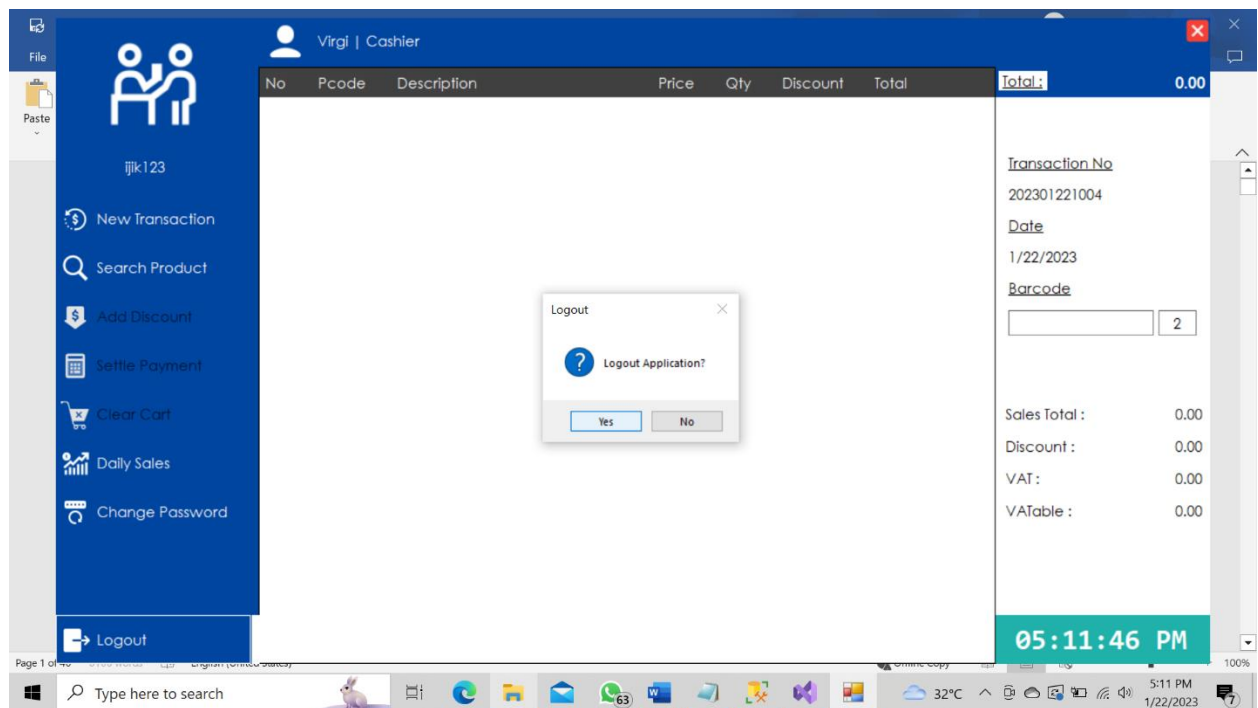 File
Paste
Virgi | Cashier
No Pcode Description Price Qty Discount Total
Total : 0.00
ijik123
New Transaction
Search Product
Add Discount
Settle Payment
Clear Cart
Daily Sales
Change Password
Logout
Logout
Logout Application?
Yes No
Transaction No
202301221004
Date
1/22/2023
Barcode
2
Sales Total : 0.00
Discount : 0.00
VAT : 0.00
VATable : 0.00
05:11:46 PM
Page 1 of 100%
Type here to search
63
32°C
5:11 PM
1/22/2023
7